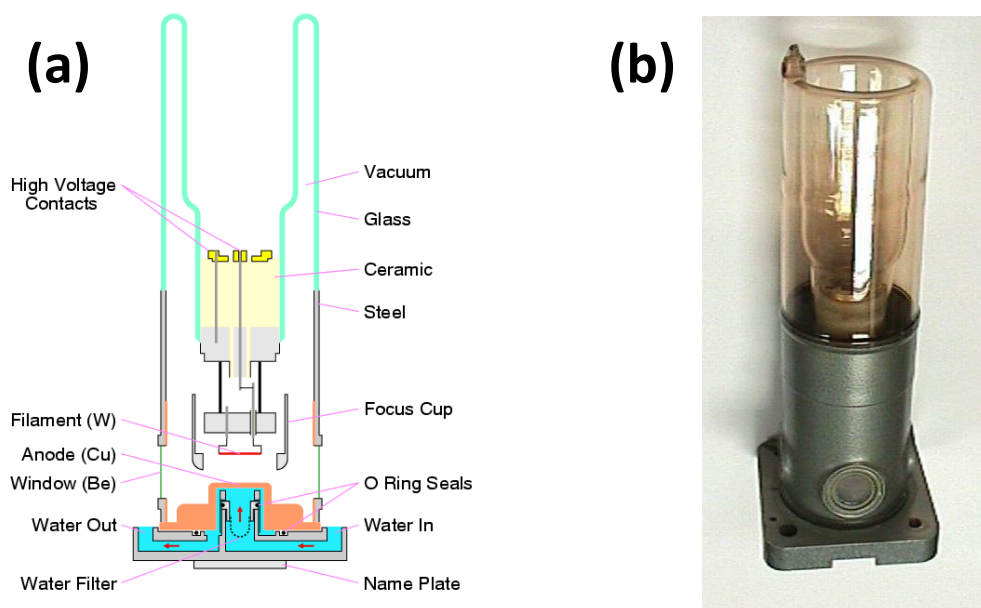 (a)
(b)
High Voltage
Contacts
Vacuum
Glass
Ceramic
Steel
Filament (W)
Focus Cup
Anode (Cu)
Window (Be)
O Ring Seals
Water Out
Water In
Water Filter
Name Plate